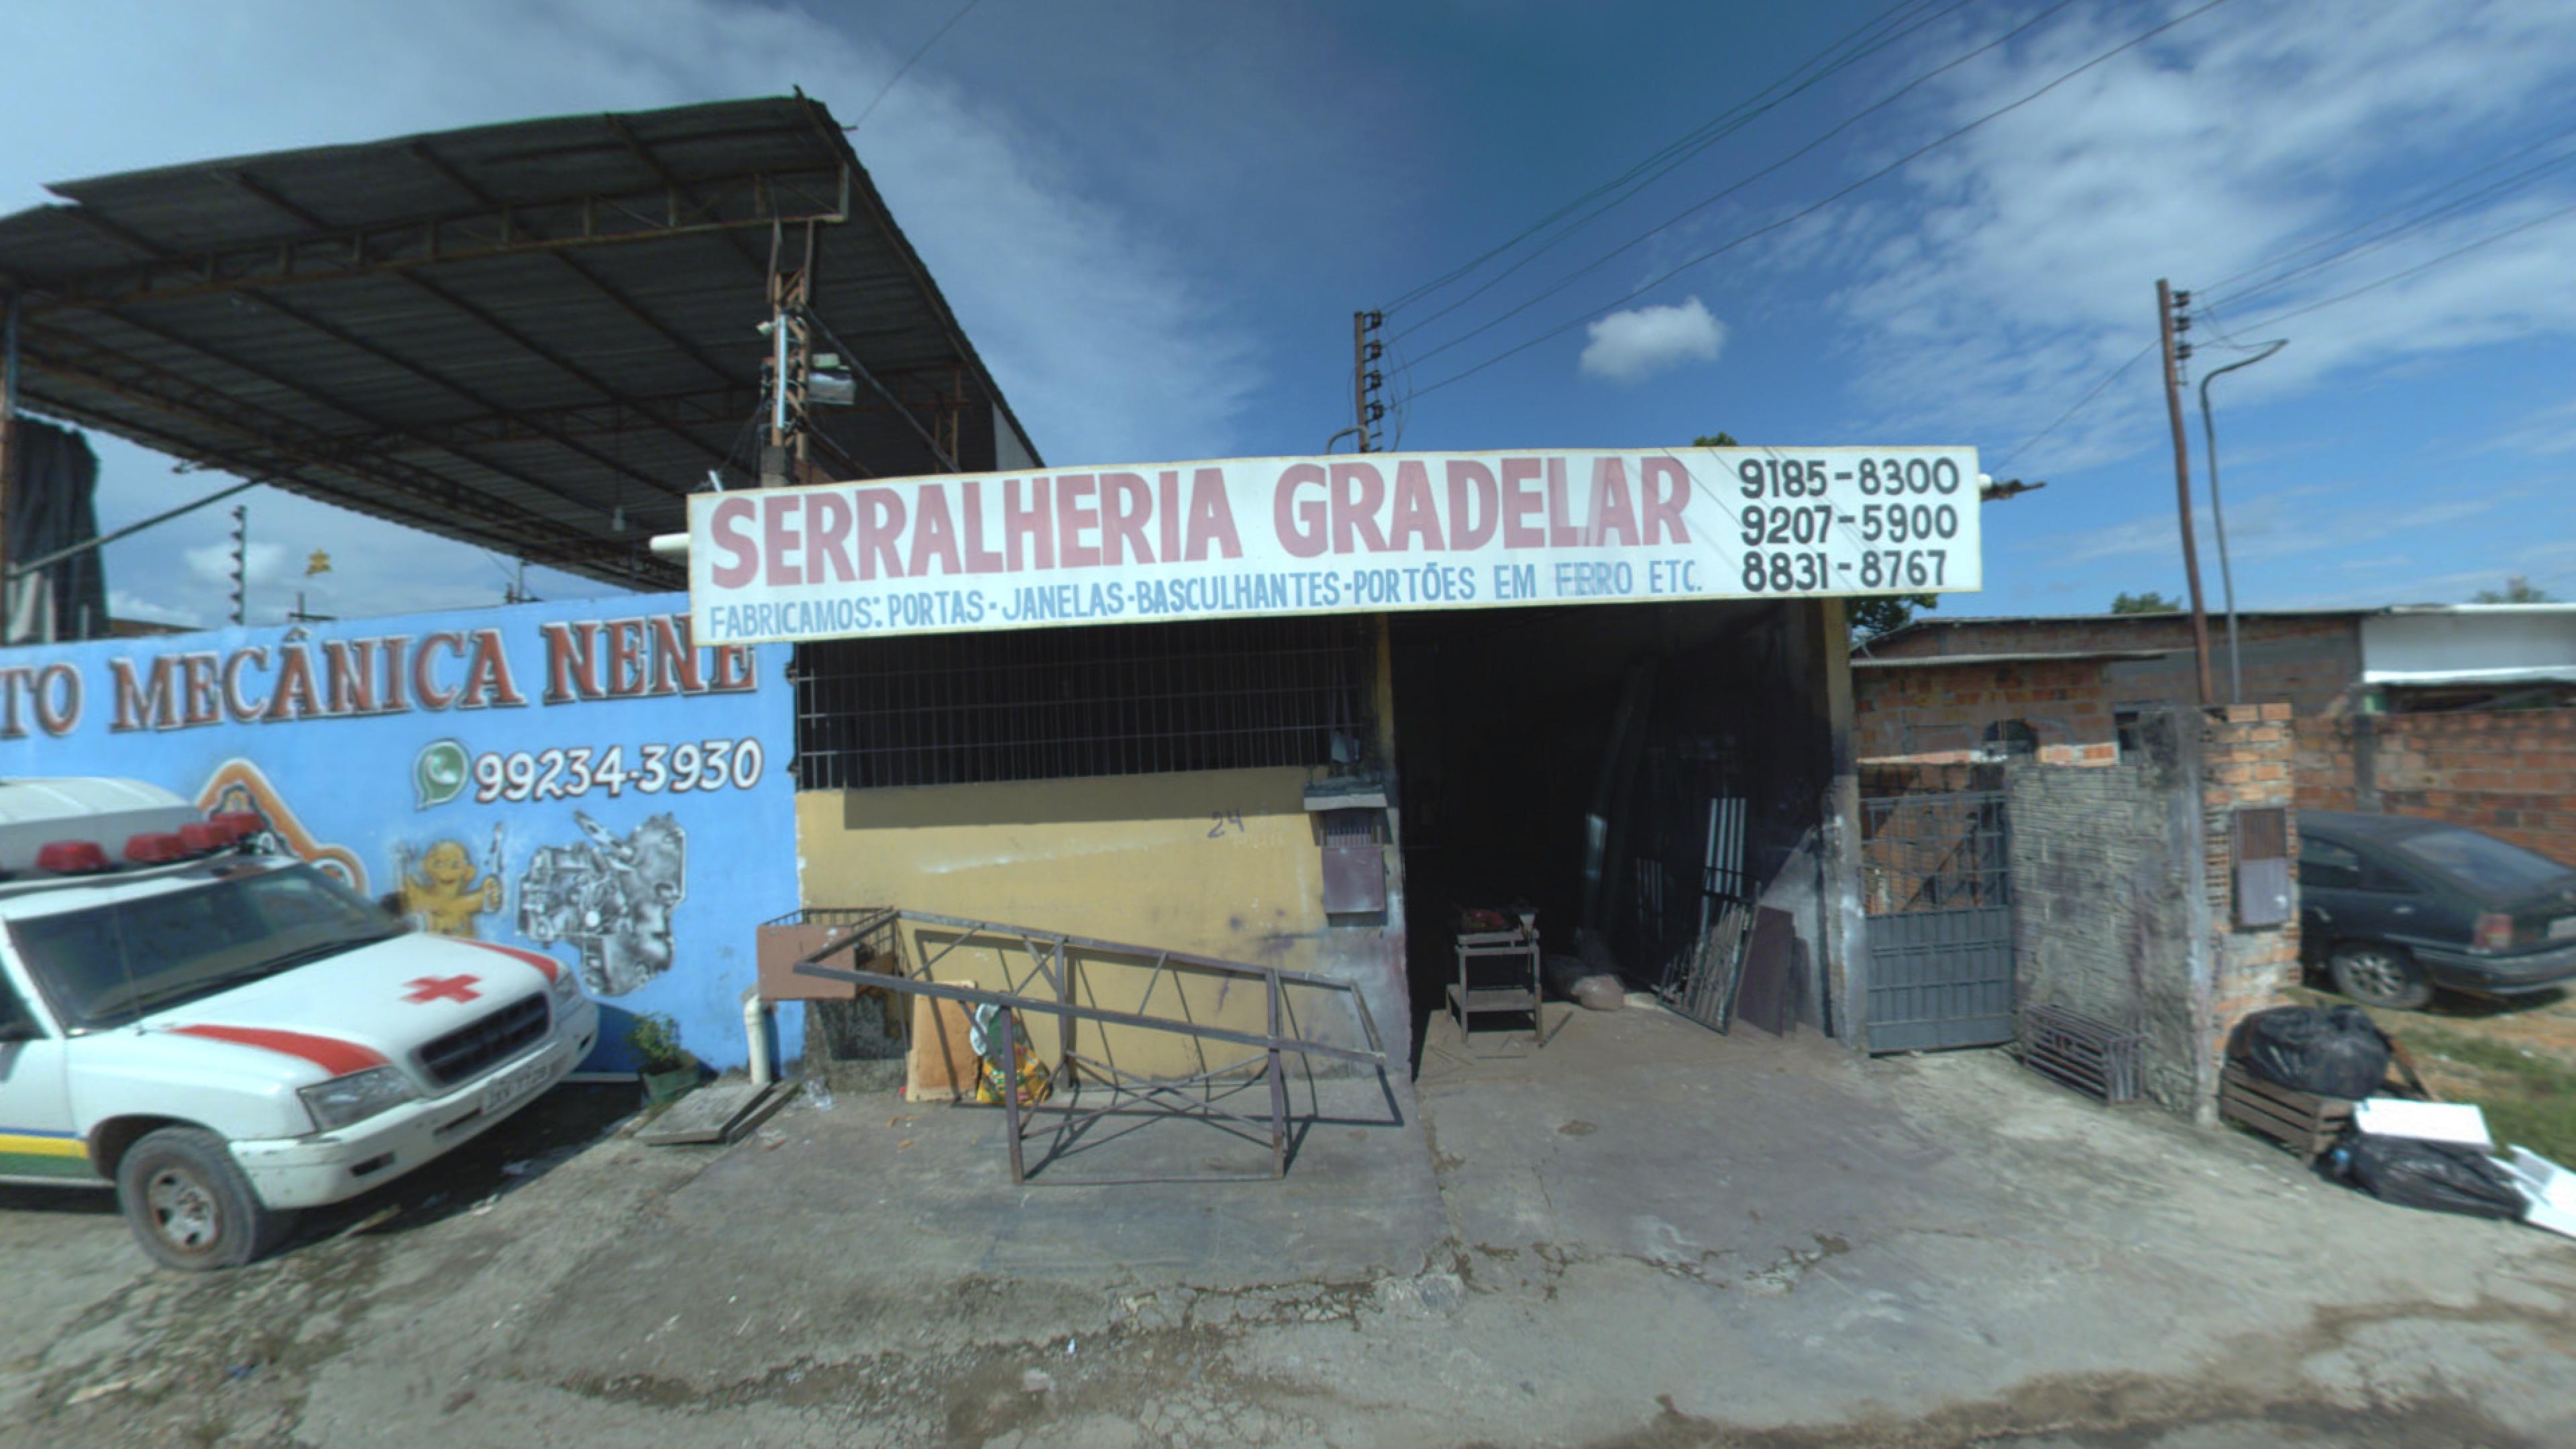 SERRALHERIA GRADELAR
FABRICAMOS: PORTAS - JANELAS - BASCULHANTES - PORTÕES EM FERRO ETC.
9185-8300
9207-5900
8831-8767
TO MECÂNICA NENE
99234-3930
24